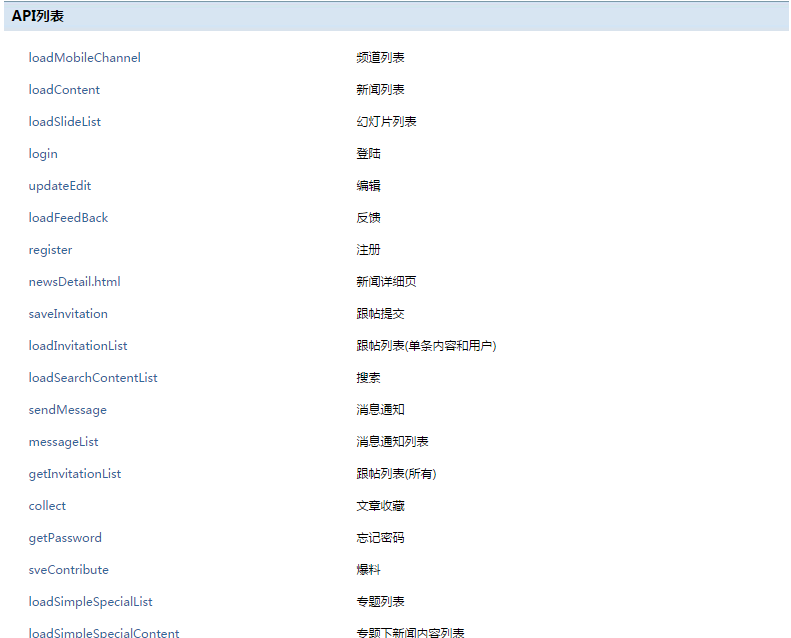 API列表
loadMobileChannel 频道列表
loadContent 新闻列表
loadSlideList 幻灯片列表
login 登陆
updateEdit 编辑
loadFeedBack 反馈
register 注册
newsDetail.html 新闻详细页
saveInvitation 跟帖提交
loadInvitationList 跟帖列表(单条内容和用户)
loadSearchContentList 搜索
sendMessage 消息通知
messageList 消息通知列表
getInvitationList 跟帖列表(所有)
collect 文章收藏
getPassword 忘记密码
sveContribute 爆料
loadSimpleSpecialList 专题列表
loadSimpleSpecialContent 专题下新闻内容列表